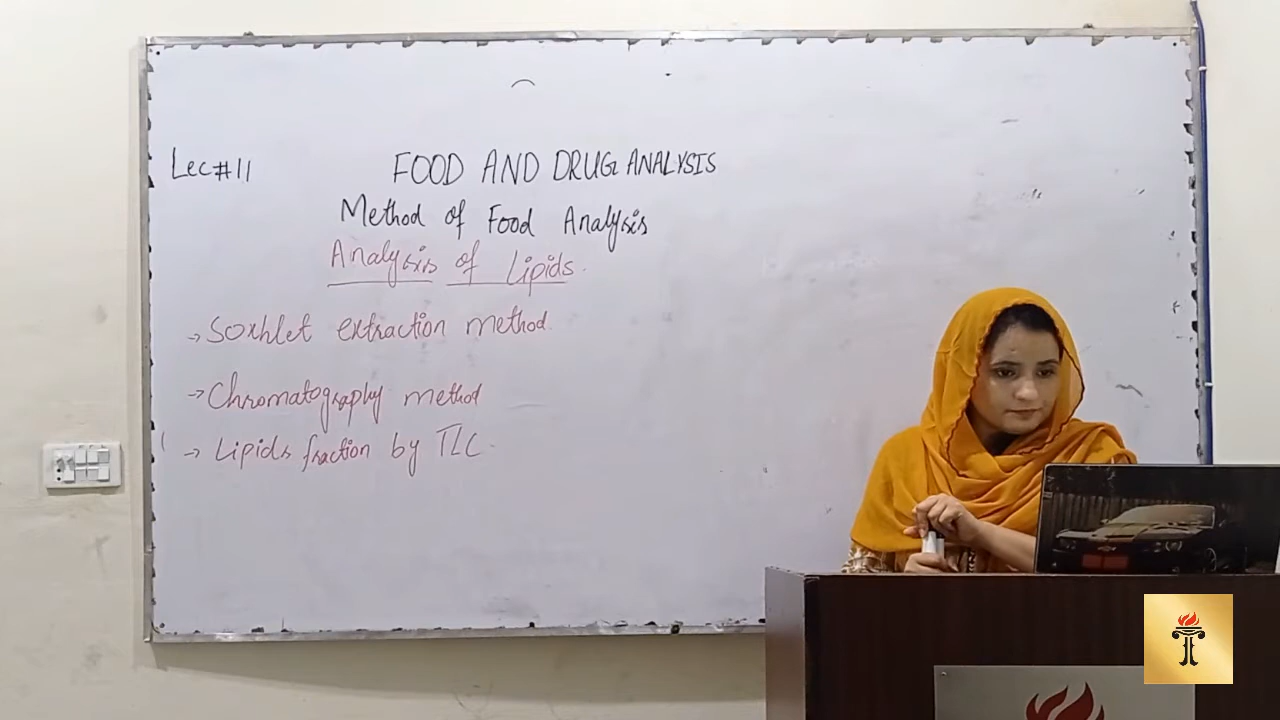 Lec#11
FOOD AND DRUG ANALYSIS
Method of Food Analysis
Analysis of Lipids.
→ Soxhlet extraction method.
→ Chromatography method
→ Lipids fraction by TLC.